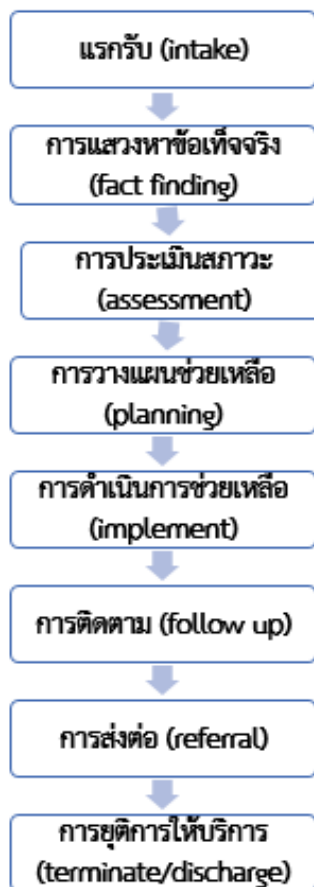 แรกรับ (intake)
การแสวงหาข้อเท็จจริง
(fact finding)
การประเมินสภาวะ
(assessment)
การวางแผนช่วยเหลือ
(planning)
การดำเนินการช่วยเหลือ
(implement)
การติดตาม (follow up)
การส่งต่อ (referral)
การยุติการให้บริการ
(terminate/discharge)